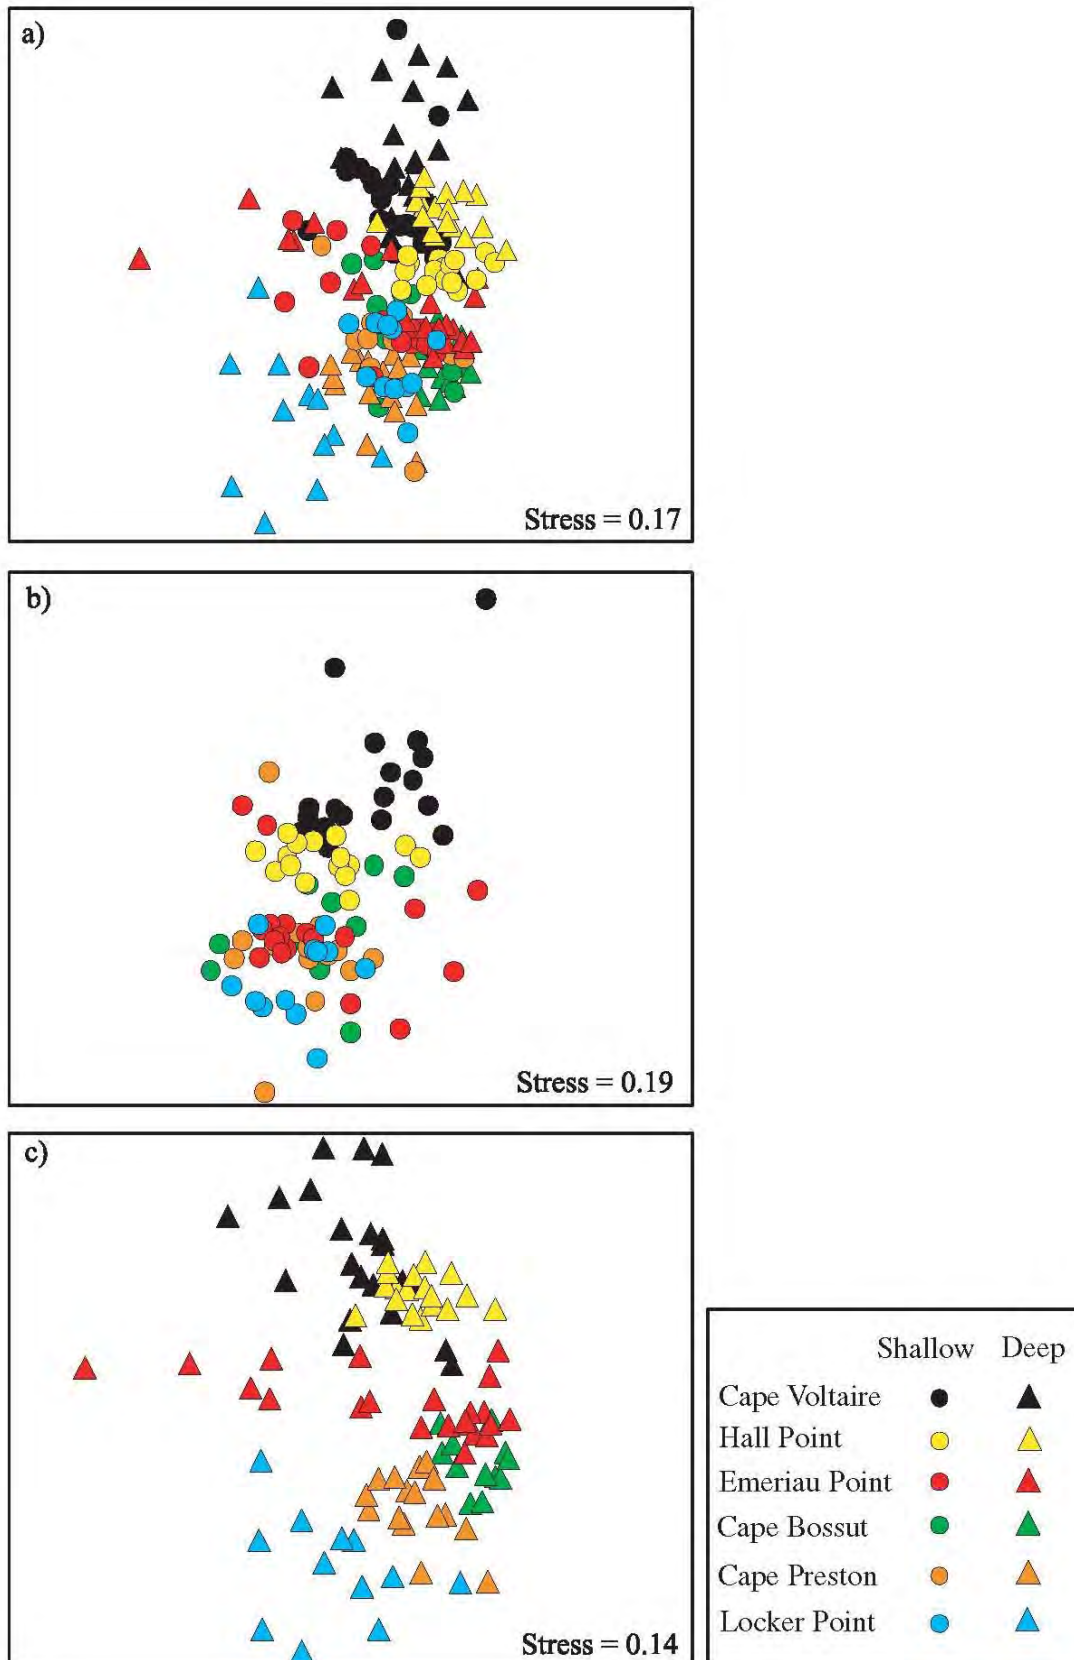 a)
Stress = 0.17
b)
Stress = 0.19
c)
Stress = 0.14
Shallow Deep
Cape Voltaire
Hall Point
Emeriau Point
Cape Bossut
Cape Preston
Locker Point